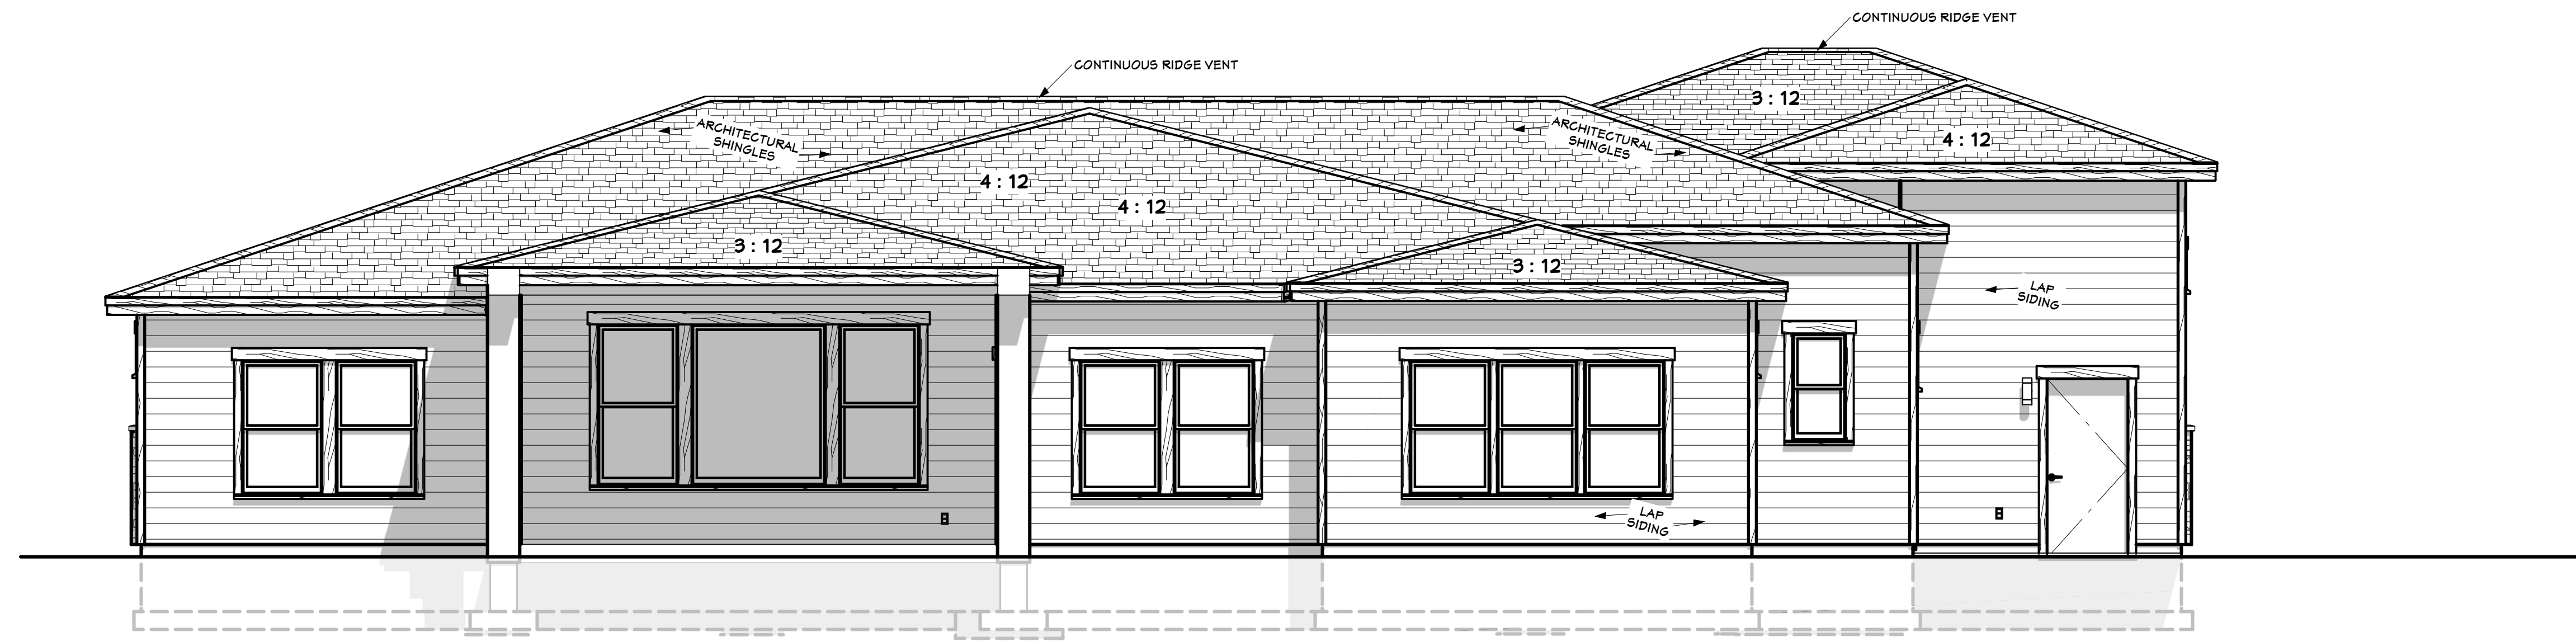 CONTINUOUS RIDGE VENT
CONTINUOUS RIDGE VENT
3 : 12
ARCHITECTURAL
SHINGLES
ARCHITECTURAL
SHINGLES
4 : 12
4 : 12
4 : 12
3 : 12
3 : 12
LAP
SIDING
LAP
SIDING